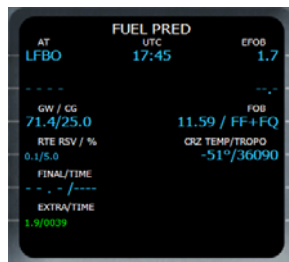 FUEL PRED
AT UTC EFOB
LFBO 17:45 1.7
- - - - --.-
GW / CG FOB
71.4/25.0 11.59 / FF+FQ
RTE RSV / % CRZ TEMP/TROPO
0.1/5.0 -51°/36090
FINAL/TIME
- - . - /----
EXTRA/TIME
1.9/0039